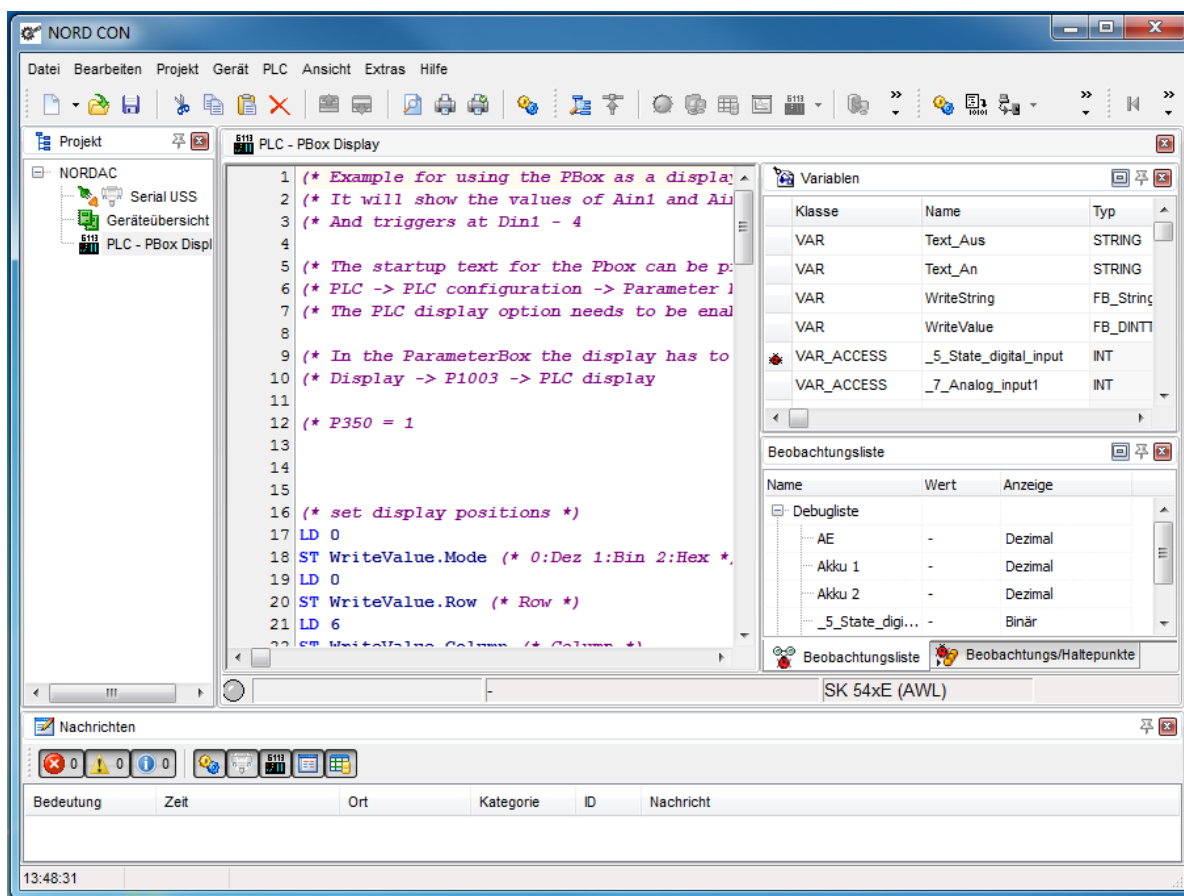 NORD CON
Datei Bearbeiten Projekt Gerät PLC Ansicht Extras Hilfe
Projekt
NORDAC
Serial USS
Geräteübersicht
PLC - PBox Displ
PLC - PBox Display
1 (* Example for using the PBox as a display
2 (* It will show the values of Ain1 and Ai
3 (* And triggers at Din1 - 4
4
5 (* The startup text for the Pbox can be p
6 (* PLC -> PLC configuration -> Parameter
7 (* The PLC display option needs to be enal
8
9 (* In the ParameterBox the display has to
10 (* Display -> P1003 -> PLC display
11
12 (* P350 = 1
13
14
15
16 (* set display positions *)
17 LD 0
18 ST WriteValue.Mode (* 0:Dez 1:Bin 2:Hex *
19 LD 0
20 ST WriteValue.Row (* Row *)
21 LD 6
22 ST WriteValue.Column (* Column *)
- SK 54xE (AWL)
Variablen
Klasse Name Typ
VAR Text_Aus STRING
VAR Text_An STRING
VAR WriteString FB_String
VAR WriteValue FB_DINTT
VAR_ACCESS _5_State_digital_input INT
VAR_ACCESS _7_Analog_input1 INT
Beobachtungsliste
Name Wert Anzeige
Debugliste
AE - Dezimal
Akku 1 - Dezimal
Akku 2 - Dezimal
_5_State_digi... - Binär
Beobachtungsliste Beobachtungs/Haltepunkte
Nachrichten
0 0 0
Bedeutung Zeit Ort Kategorie ID Nachricht
13:48:31